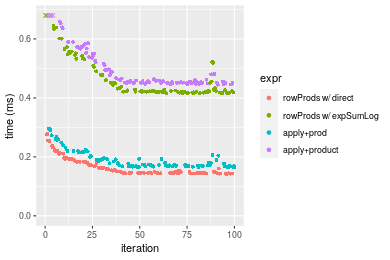 0.6
0.4
0.2
0.0
time (ms)
0
25
50
75
100
iteration
expr
rowProds w/ direct
rowProds w/ expSumLog
apply+prod
apply+product